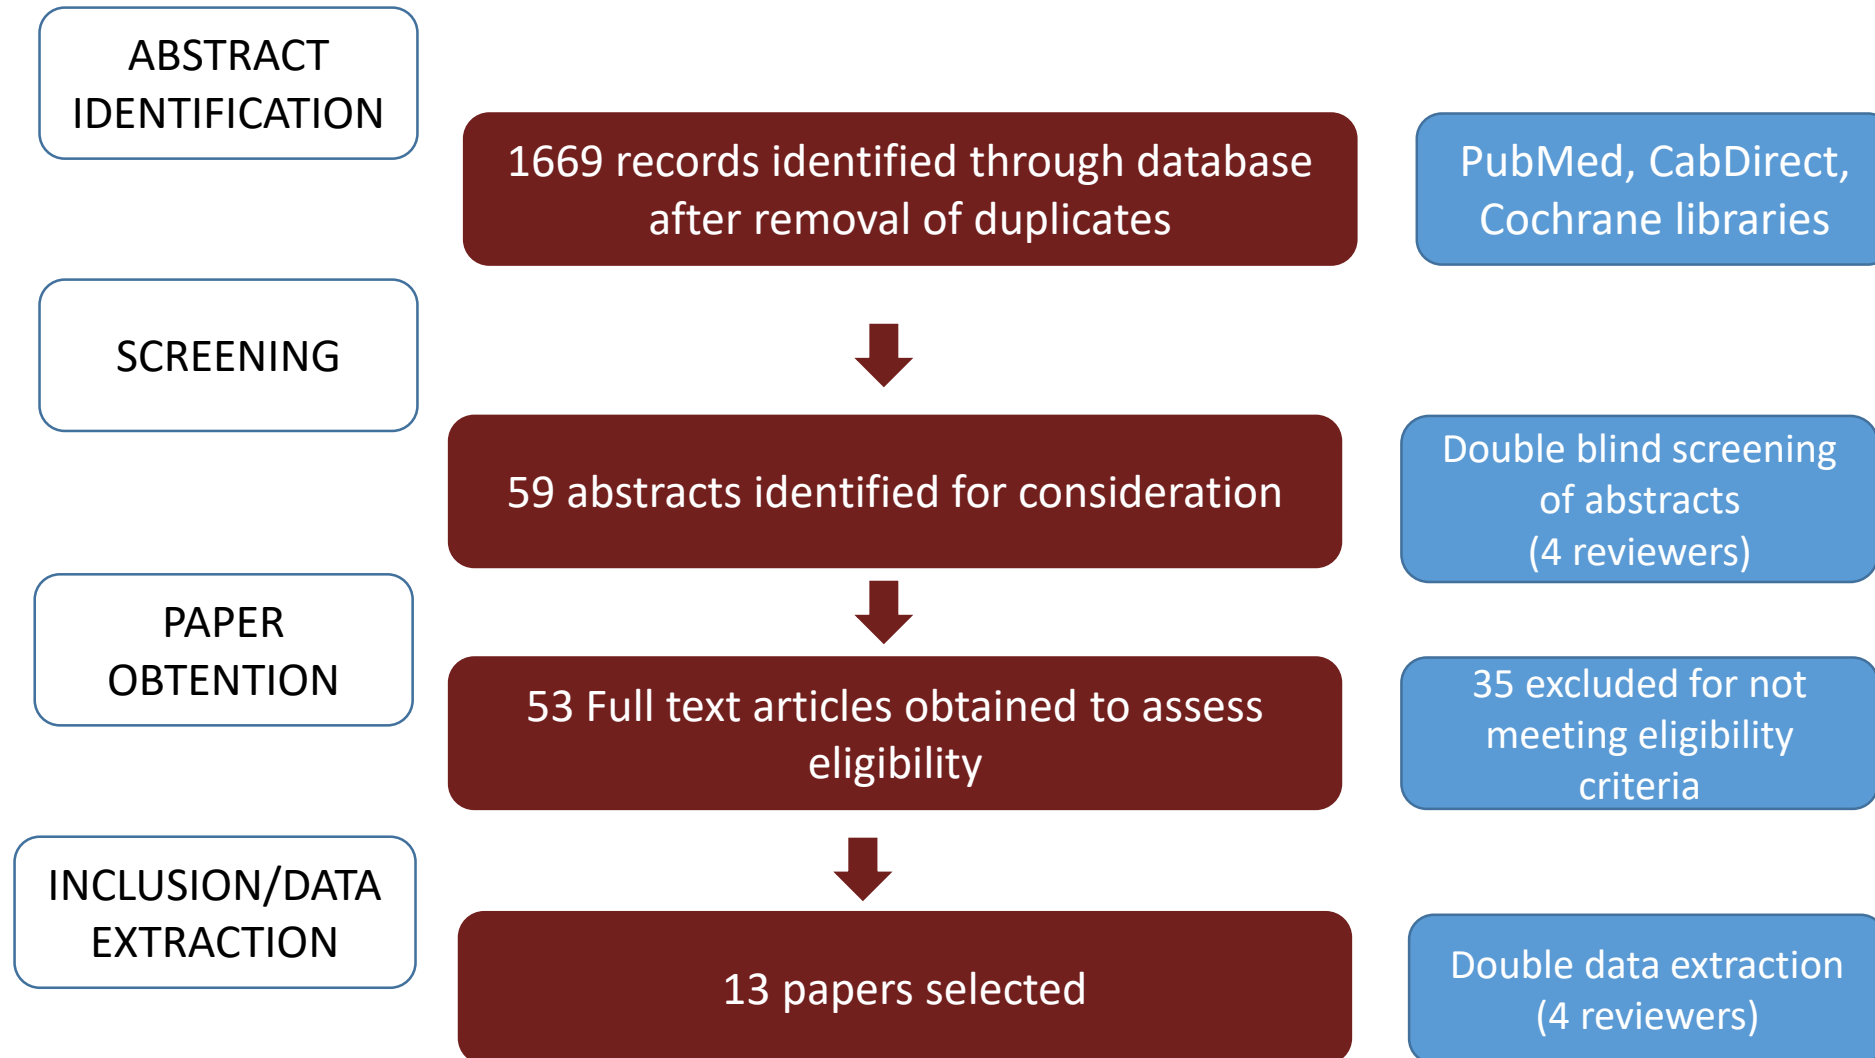 ABSTRACT
IDENTIFICATION
1669 records identified through database
after removal of duplicates
PubMed, CabDirect,
Cochrane libraries
SCREENING
59 abstracts identified for consideration
Double blind screening
of abstracts
(4 reviewers)
PAPER
OBTENTION
53 Full text articles obtained to assess
eligibility
35 excluded for not
meeting eligibility
criteria
INCLUSION/DATA
EXTRACTION
13 papers selected
Double data extraction
(4 reviewers)